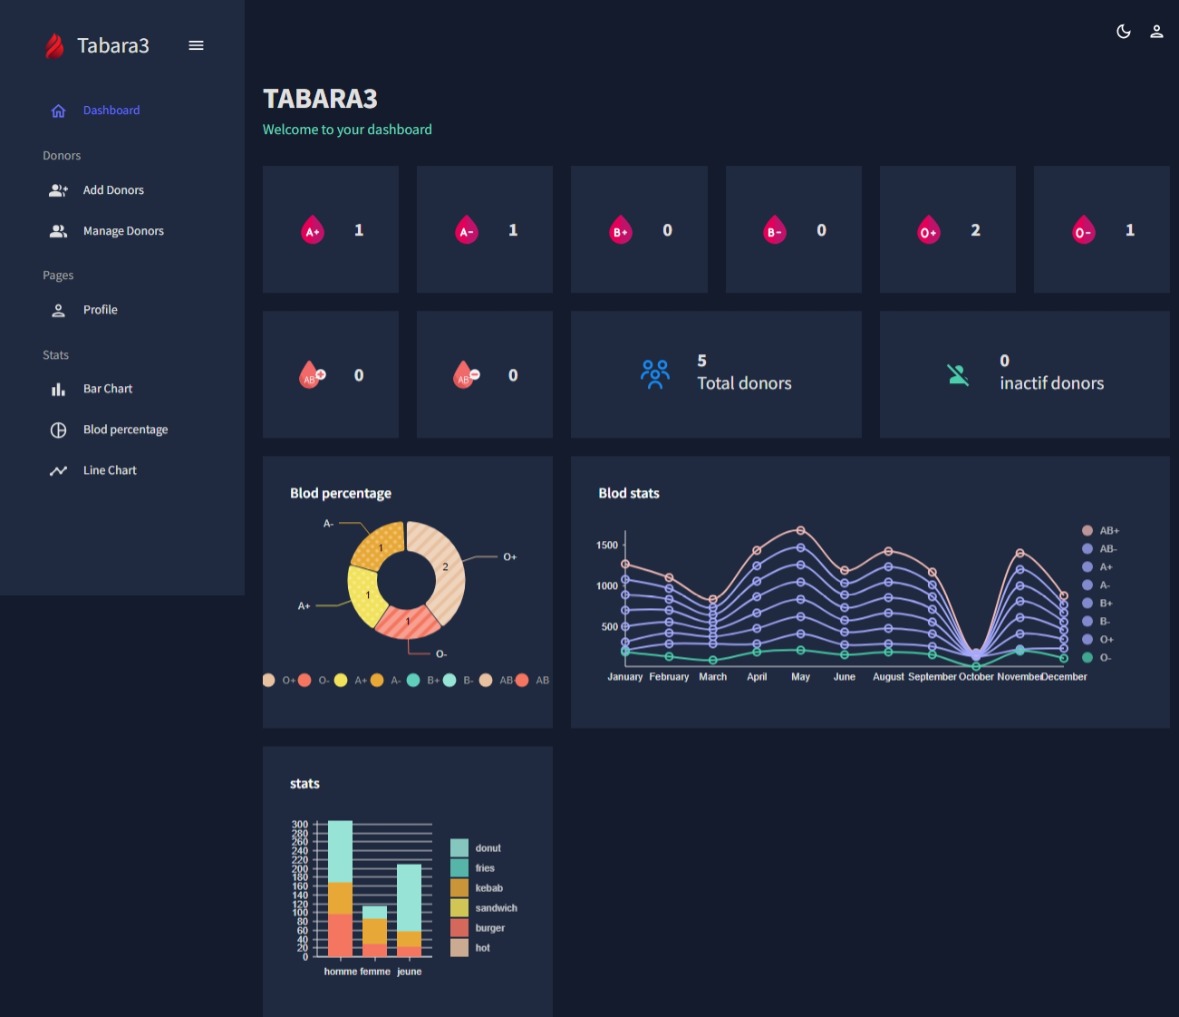 Tabara3
Dashboard
Donors
Add Donors
Manage Donors
Pages
Profile
Stats
Bar Chart
Blod percentage
Line Chart
TABARA3
Welcome to your dashboard
A+ 1
A- 1
B+ 0
B- 0
O+ 2
O- 1
AB+ 0
AB- 0
5
Total donors
0
inactif donors
Blod percentage
A-
1
2
O+
1
A+
1
O-
O+ O- A+ A- B+ B- AB- AB
Blod stats
1500
1000
500
January February March April May June August September October November December
AB+
AB-
A+
A-
B+
B-
O+
O-
stats
300
280
260
240
220
200
180
160
140
120
100
80
60
40
20
0
homme femme jeune
donut
fries
kebab
sandwich
burger
hot